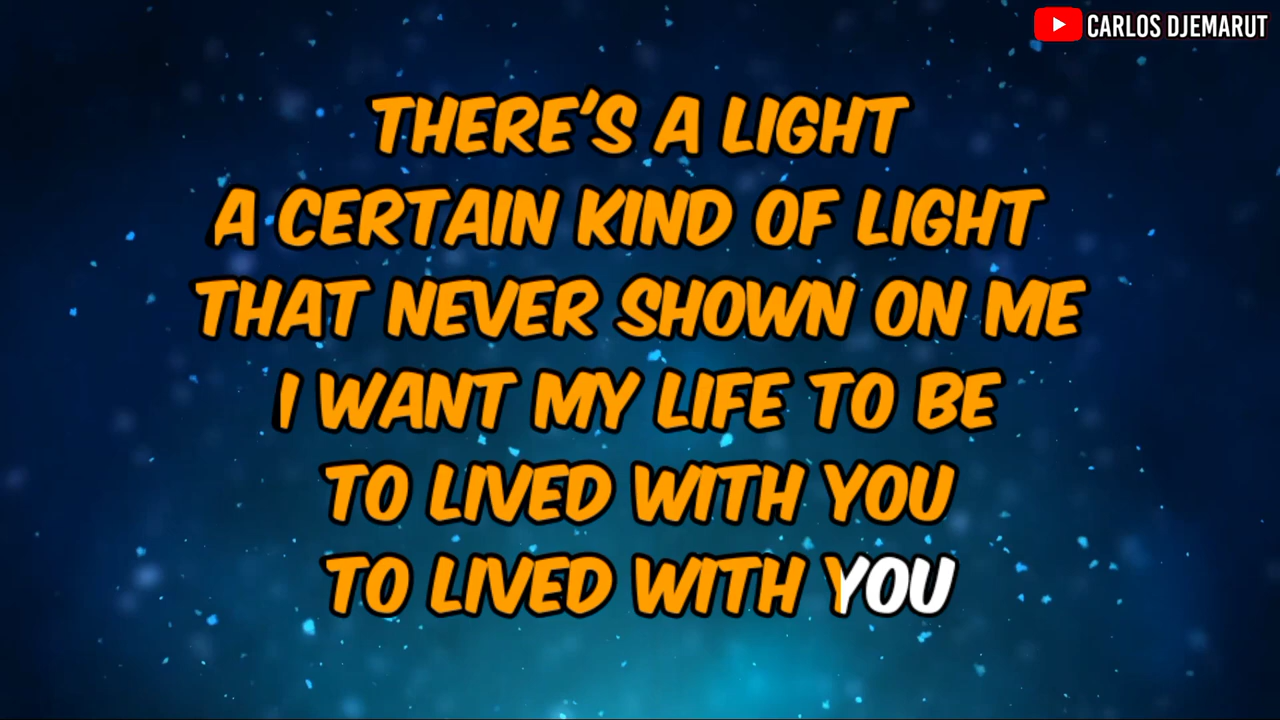 CARLOS DJEMARUT
THERE'S A LIGHT
A CERTAIN KIND OF LIGHT
THAT NEVER SHOWN ON ME
I WANT MY LIFE TO BE
TO LIVED WITH YOU
TO LIVED WITH YOU